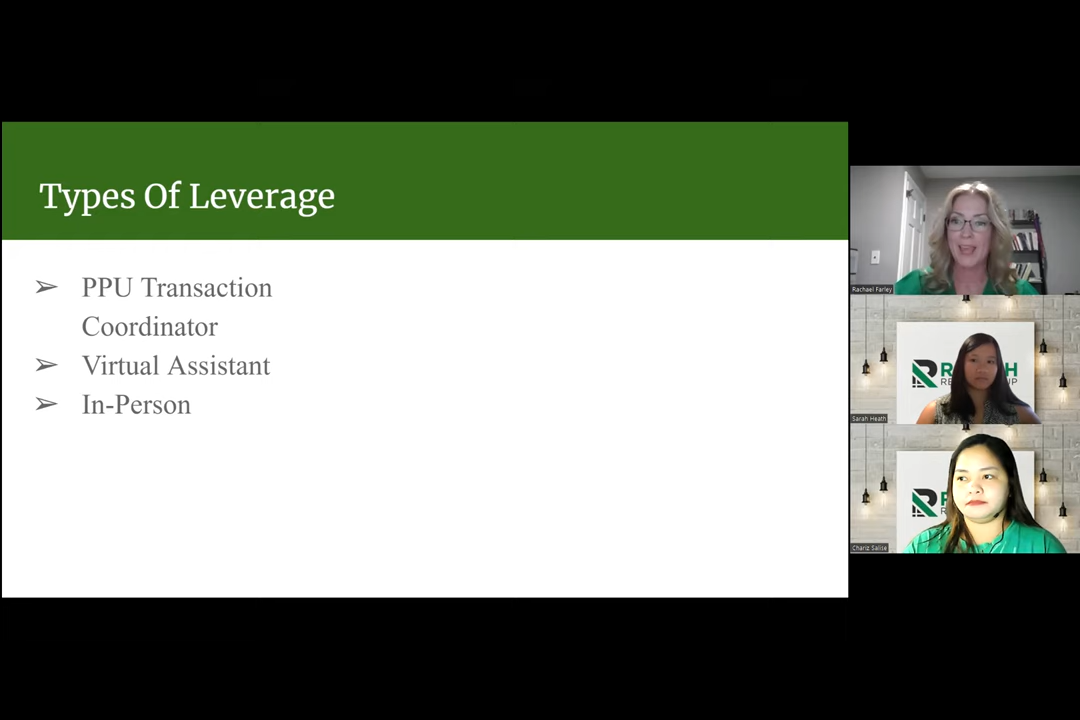 Types Of Leverage
➢ PPU Transaction
Coordinator
➢ Virtual Assistant
➢ In-Person
Rachael Farley
Sarah Heath
Chariz Salise